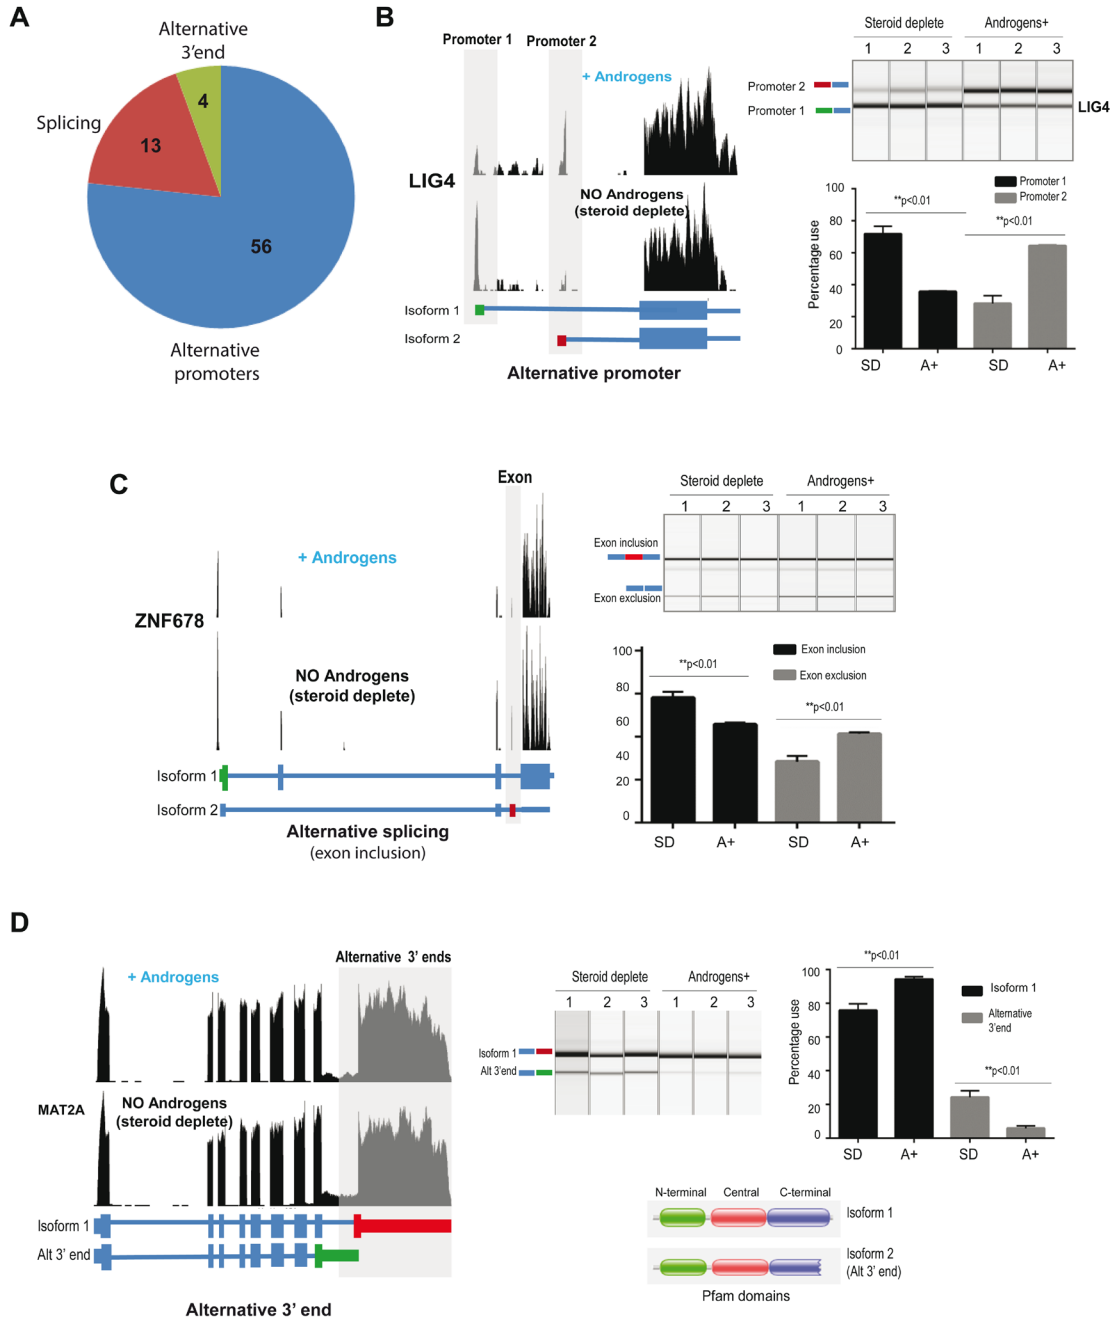 A
Alternative
3'end
Splicing
4
13
56
Alternative
promoters
B
Promoter 1
Promoter 2
+ Androgens
LIG4
NO Androgens
(steroid deplete)
Isoform 1
Isoform 2
Alternative promoter
Steroid deplete
Androgens+
1 2 3 1 2 3
Promoter 2
Promoter 1
LIG4
Promoter 1
Promoter 2
**p<0.01
**p<0.01
Percentage use
100
80
60
40
20
0
SD A+ SD A+
C
Exon
+ Androgens
ZNF678
NO Androgens
(steroid deplete)
Isoform 1
Isoform 2
Alternative splicing
(exon inclusion)
Steroid deplete
Androgens+
1 2 3 1 2 3
Exon inclusion
Exon exclusion
Exon inclusion
Exon exclusion
**p<0.01
**p<0.01
100
80
60
40
20
0
SD A+ SD A+
D
Alternative 3' ends
+ Androgens
MAT2A
NO Androgens
(steroid deplete)
Isoform 1
Alt 3' end
Alternative 3' end
Steroid deplete
Androgens+
1 2 3 1 2 3
Isoform 1
Alt 3'end
**p<0.01
Isoform 1
Alternative
3'end
**p<0.01
Percentage use
100
80
60
40
20
0
SD A+ SD A+
N-terminal Central C-terminal
Isoform 1
Isoform 2
(Alt 3' end)
Pfam domains